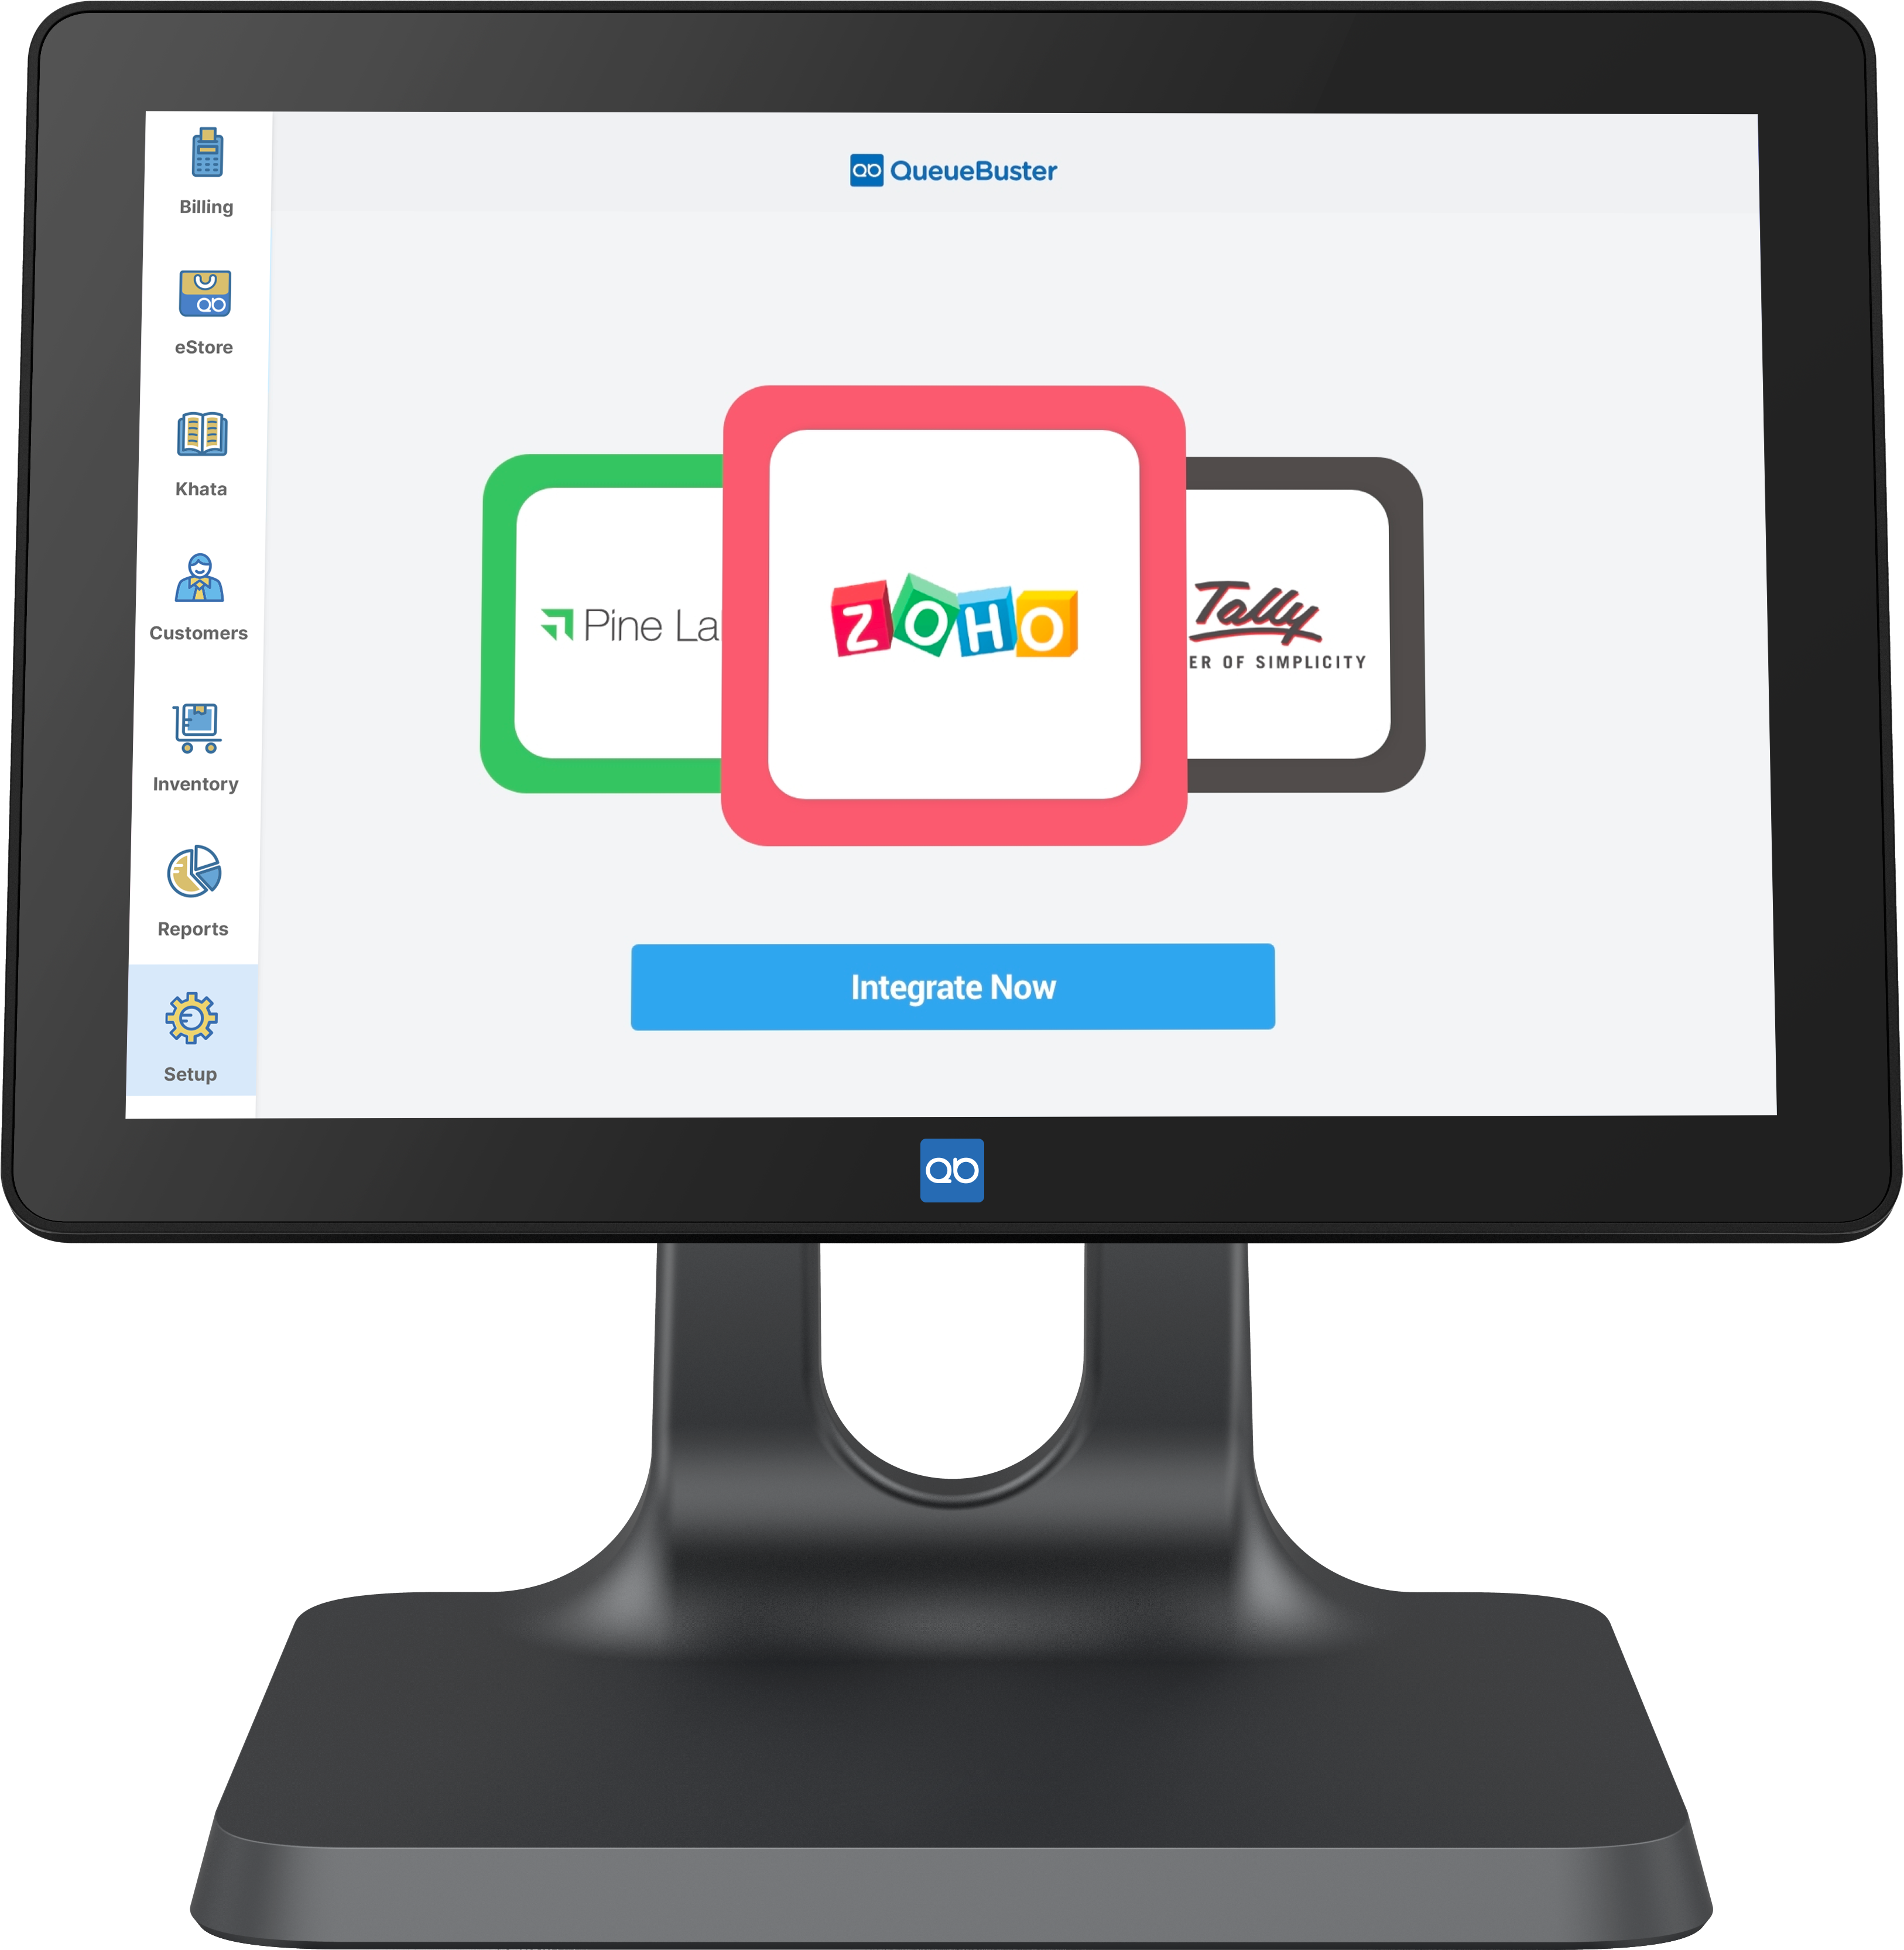 QueueBuster
Billing
eStore
Khata
Customers
Inventory
Reports
Setup
Pine La
ZOHO
Tally
ER OF SIMPLICITY
Integrate Now